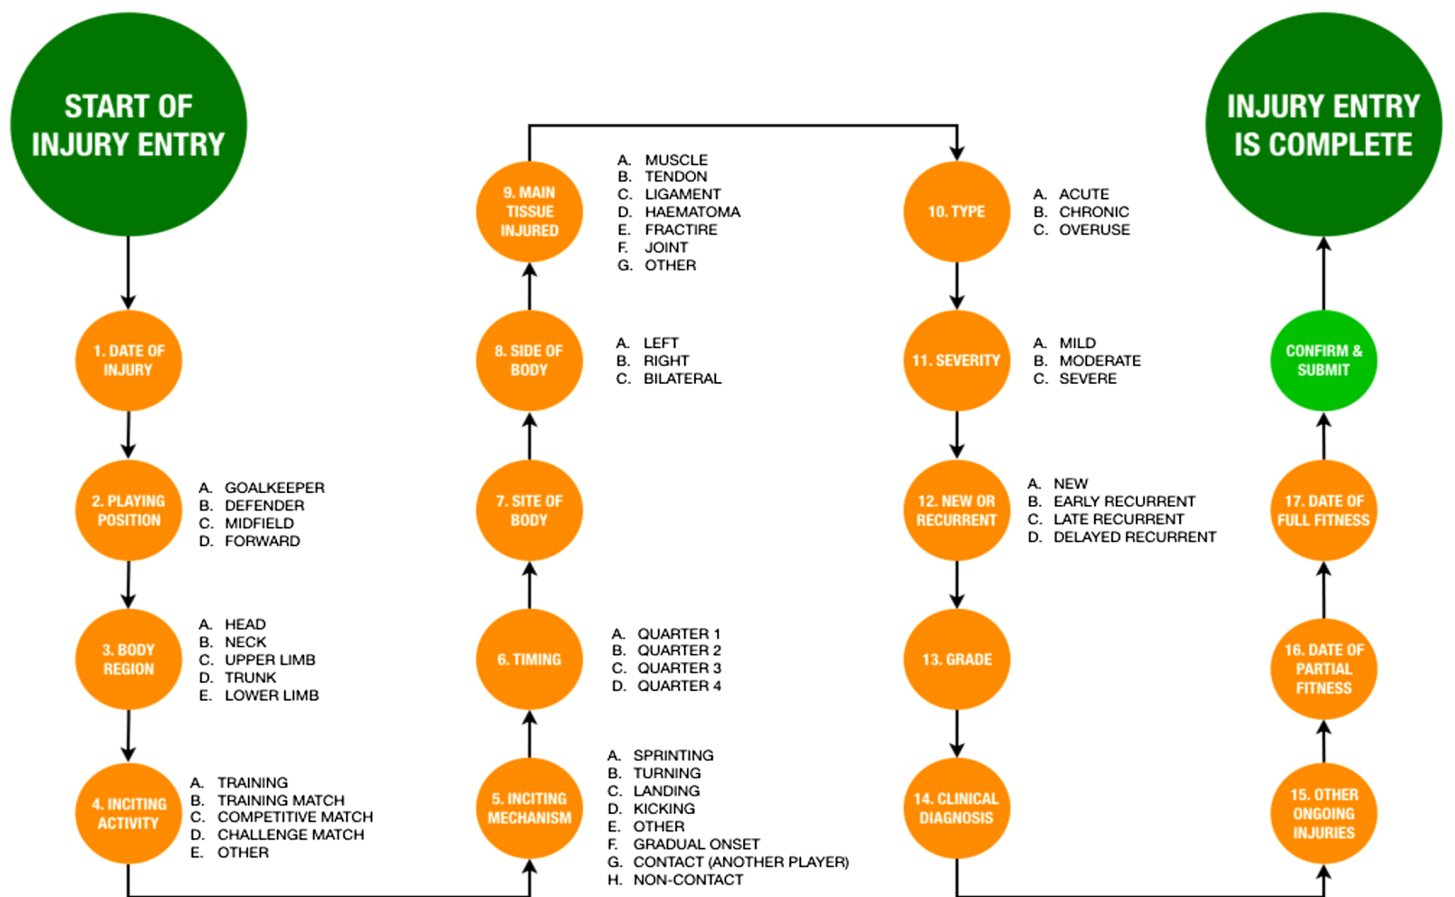 START OF
INJURY ENTRY
1. DATE OF
INJURY
2. PLAYING
POSITION
A. GOALKEEPER
B. DEFENDER
C. MIDFIELD
D. FORWARD
3. BODY
REGION
A. HEAD
B. NECK
C. UPPER LIMB
D. TRUNK
E. LOWER LIMB
4. INCITING
ACTIVITY
A. TRAINING
B. TRAINING MATCH
C. COMPETITIVE MATCH
D. CHALLENGE MATCH
E. OTHER
5. INCITING
MECHANISM
A. SPRINTING
B. TURNING
C. LANDING
D. KICKING
E. OTHER
F. GRADUAL ONSET
G. CONTACT (ANOTHER PLAYER)
H. NON-CONTACT
6. TIMING
A. QUARTER 1
B. QUARTER 2
C. QUARTER 3
D. QUARTER 4
7. SITE OF
BODY
8. SIDE OF
BODY
A. LEFT
B. RIGHT
C. BILATERAL
9. MAIN
TISSUE
INJURED
A. MUSCLE
B. TENDON
C. LIGAMENT
D. HAEMATOMA
E. FRACTIRE
F. JOINT
G. OTHER
10. TYPE
A. ACUTE
B. CHRONIC
C. OVERUSE
11. SEVERITY
A. MILD
B. MODERATE
C. SEVERE
12. NEW OR
RECURRENT
A. NEW
B. EARLY RECURRENT
C. LATE RECURRENT
D. DELAYED RECURRENT
13. GRADE
14. CLINICAL
DIAGNOSIS
15. OTHER
ONGOING
INJURIES
16. DATE OF
PARTIAL
FITNESS
17. DATE OF
FULL FITNESS
CONFIRM &
SUBMIT
INJURY ENTRY
IS COMPLETE